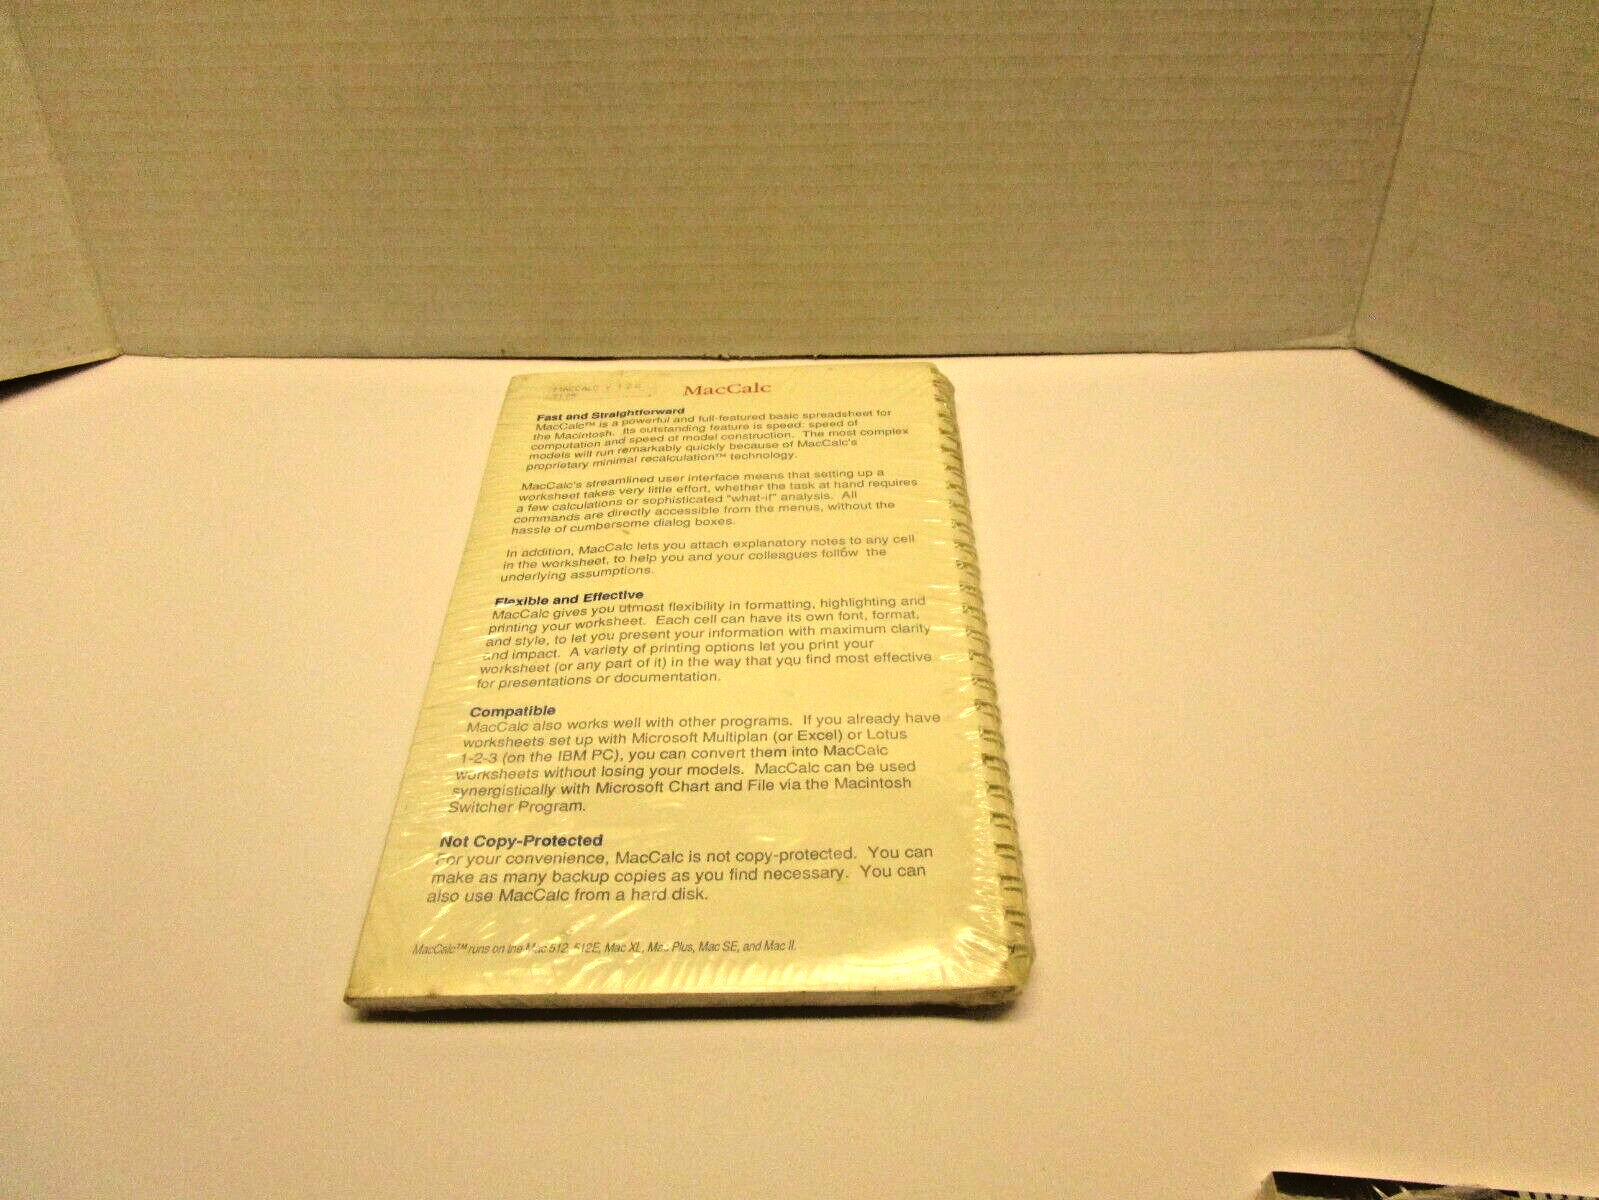 MACCALC
MacCalc
Fast and Straightforward
MacCalc™ is a powerful and full-featured basic spreadsheet for
the Macintosh. Its outstanding feature is speed: speed of
computation and speed of model construction. The most complex
models will run remarkably quickly because of MacCalc's
proprietary minimal recalculation™ technology.
MacCalc's streamlined user interface means that setting up a
worksheet takes very little effort, whether the task at hand requires
a few calculations or sophisticated "what-if" analysis. All
commands are directly accessible from the menus, without the
hassle of cumbersome dialog boxes.
In addition, MacCalc lets you attach explanatory notes to any cell
in the worksheet, to help you and your colleagues follow the
underlying assumptions.
Flexible and Effective
MacCalc gives you utmost flexibility in formatting, highlighting and
printing your worksheet. Each cell can have its own font, format,
and style, to let you present your information with maximum clarity
and impact. A variety of printing options let you print your
worksheet (or any part of it) in the way that you find most effective
for presentations or documentation.
Compatible
MacCalc also works well with other programs. If you already have
worksheets set up with Microsoft Multiplan (or Excel) or Lotus
1-2-3 (on the IBM PC), you can convert them into MacCalc
worksheets without losing your models. MacCalc can be used
synergistically with Microsoft Chart and File via the Macintosh
Switcher Program.
Not Copy-Protected
For your convenience, MacCalc is not copy-protected. You can
make as many backup copies as you find necessary. You can
also use MacCalc from a hard disk.
MacCalc™ runs on the Mac 512, 512E, Mac XL, Mac Plus, Mac SE, and Mac II.